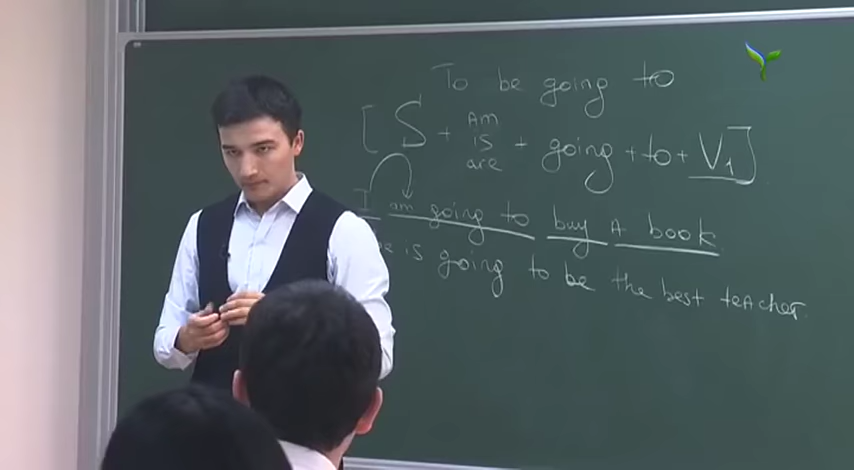 To be going to
[S + Am is are + going + to + V1]
I am going to buy A book
is going to be the best teAcher.